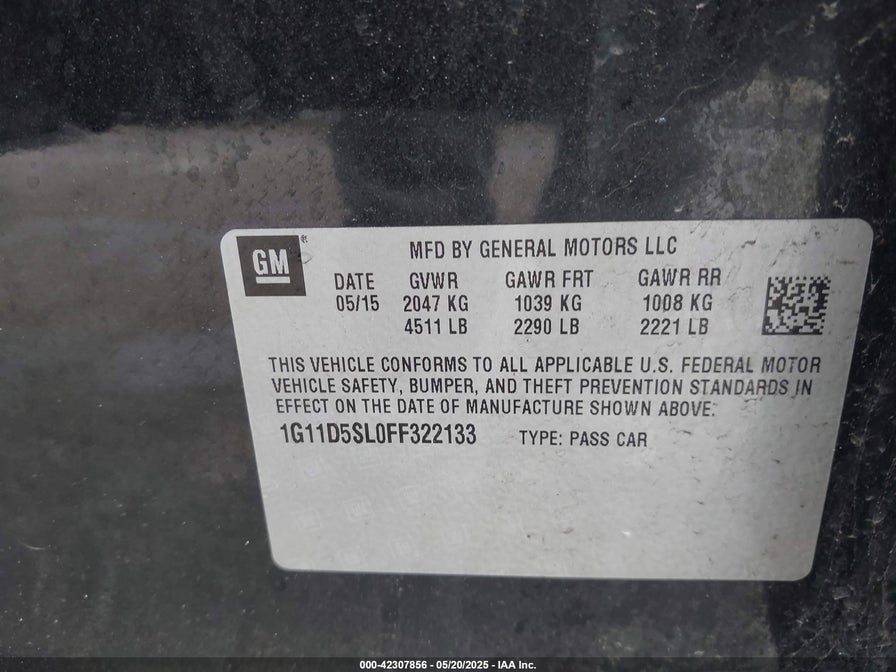 GM
MFD BY GENERAL MOTORS LLC
DATE GVWR GAWR FRT GAWR RR
05/15 2047 KG 1039 KG 1008 KG
4511 LB 2290 LB 2221 LB
THIS VEHICLE CONFORMS TO ALL APPLICABLE U.S. FEDERAL MOTOR
VEHICLE SAFETY, BUMPER, AND THEFT PREVENTION STANDARDS IN
EFFECT ON THE DATE OF MANUFACTURE SHOWN ABOVE.
1G11D5SL0FF322133 TYPE: PASS CAR
000-42307856 — 05/20/2025 — IAA Inc.